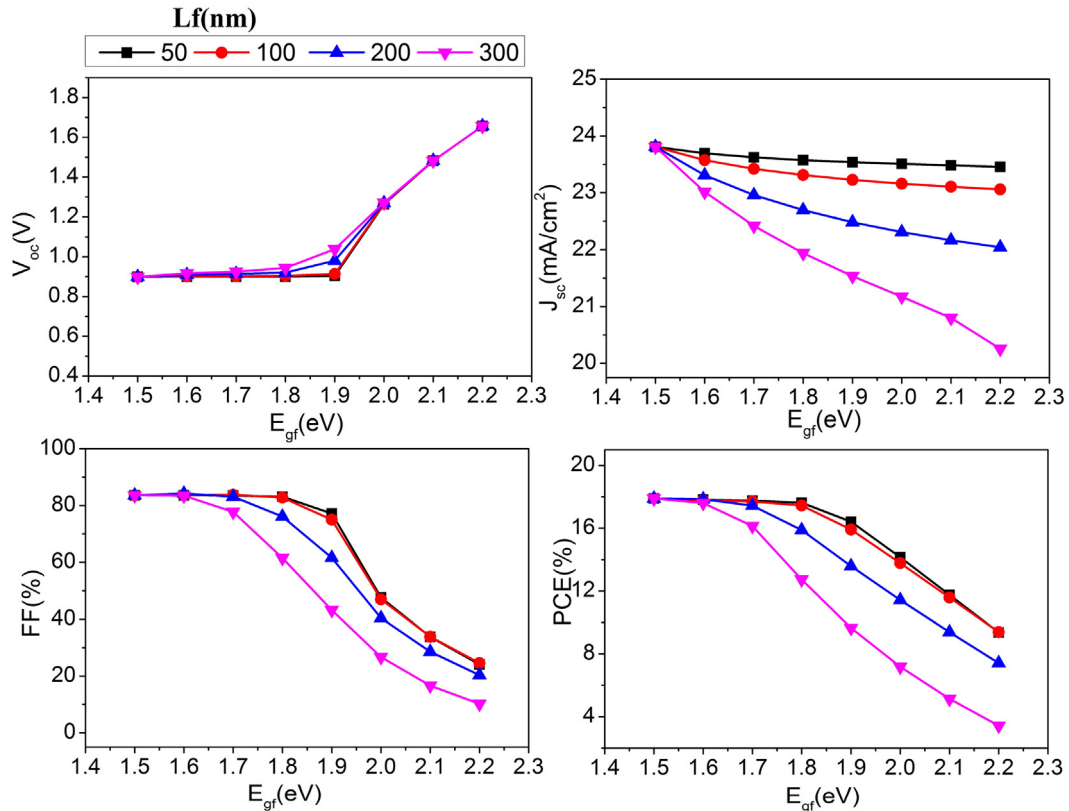 Lf(nm)
50 100 200 300
1.8
1.6
1.4
1.2
1.0
0.8
0.6
0.4
V_oc(V)
1.4 1.5 1.6 1.7 1.8 1.9 2.0 2.1 2.2 2.3
E_gf(eV)
25
24
23
22
21
20
J_sc(mA/cm²)
1.4 1.5 1.6 1.7 1.8 1.9 2.0 2.1 2.2 2.3
E_gf(eV)
100
80
60
40
20
0
FF(%)
1.4 1.5 1.6 1.7 1.8 1.9 2.0 2.1 2.2 2.3
E_gf(eV)
20
16
12
8
4
PCE(%)
1.4 1.5 1.6 1.7 1.8 1.9 2.0 2.1 2.2 2.3
E_gf(eV)